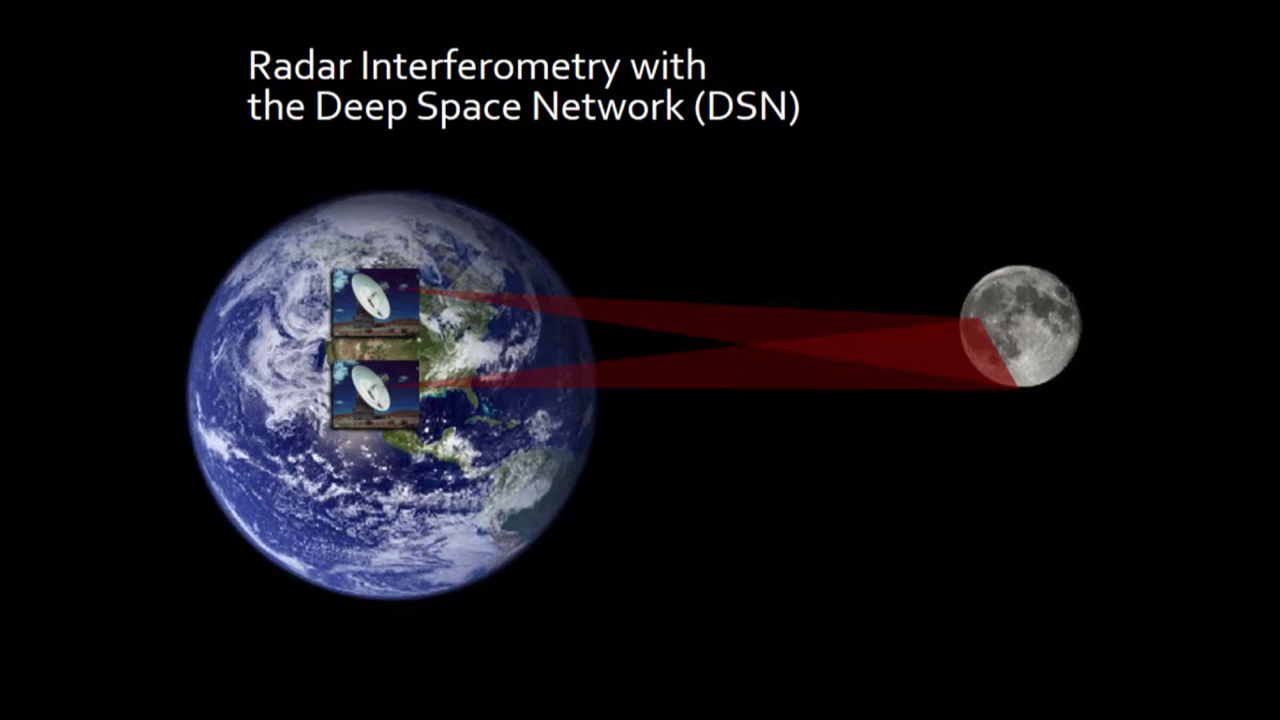 Radar Interferometry with
the Deep Space Network (DSN)